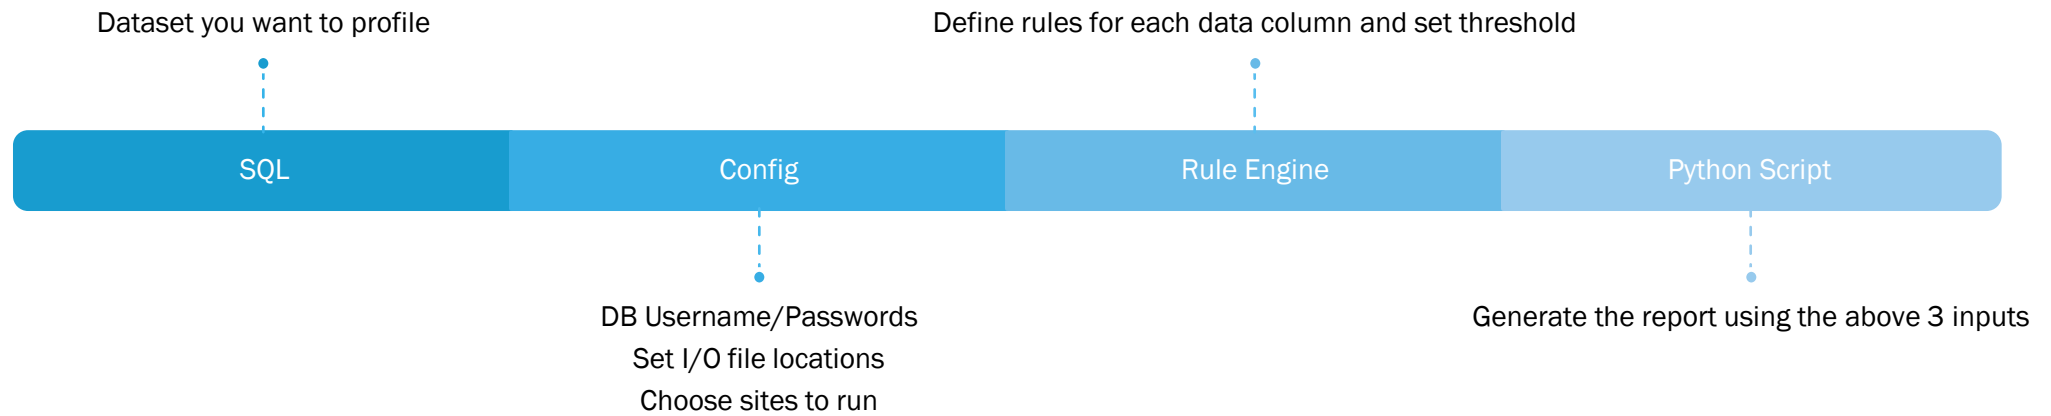 Dataset you want to profile
Define rules for each data column and set threshold
SQL
Config
Rule Engine
Python Script
DB Username/Passwords
Set I/O file locations
Choose sites to run
Generate the report using the above 3 inputs